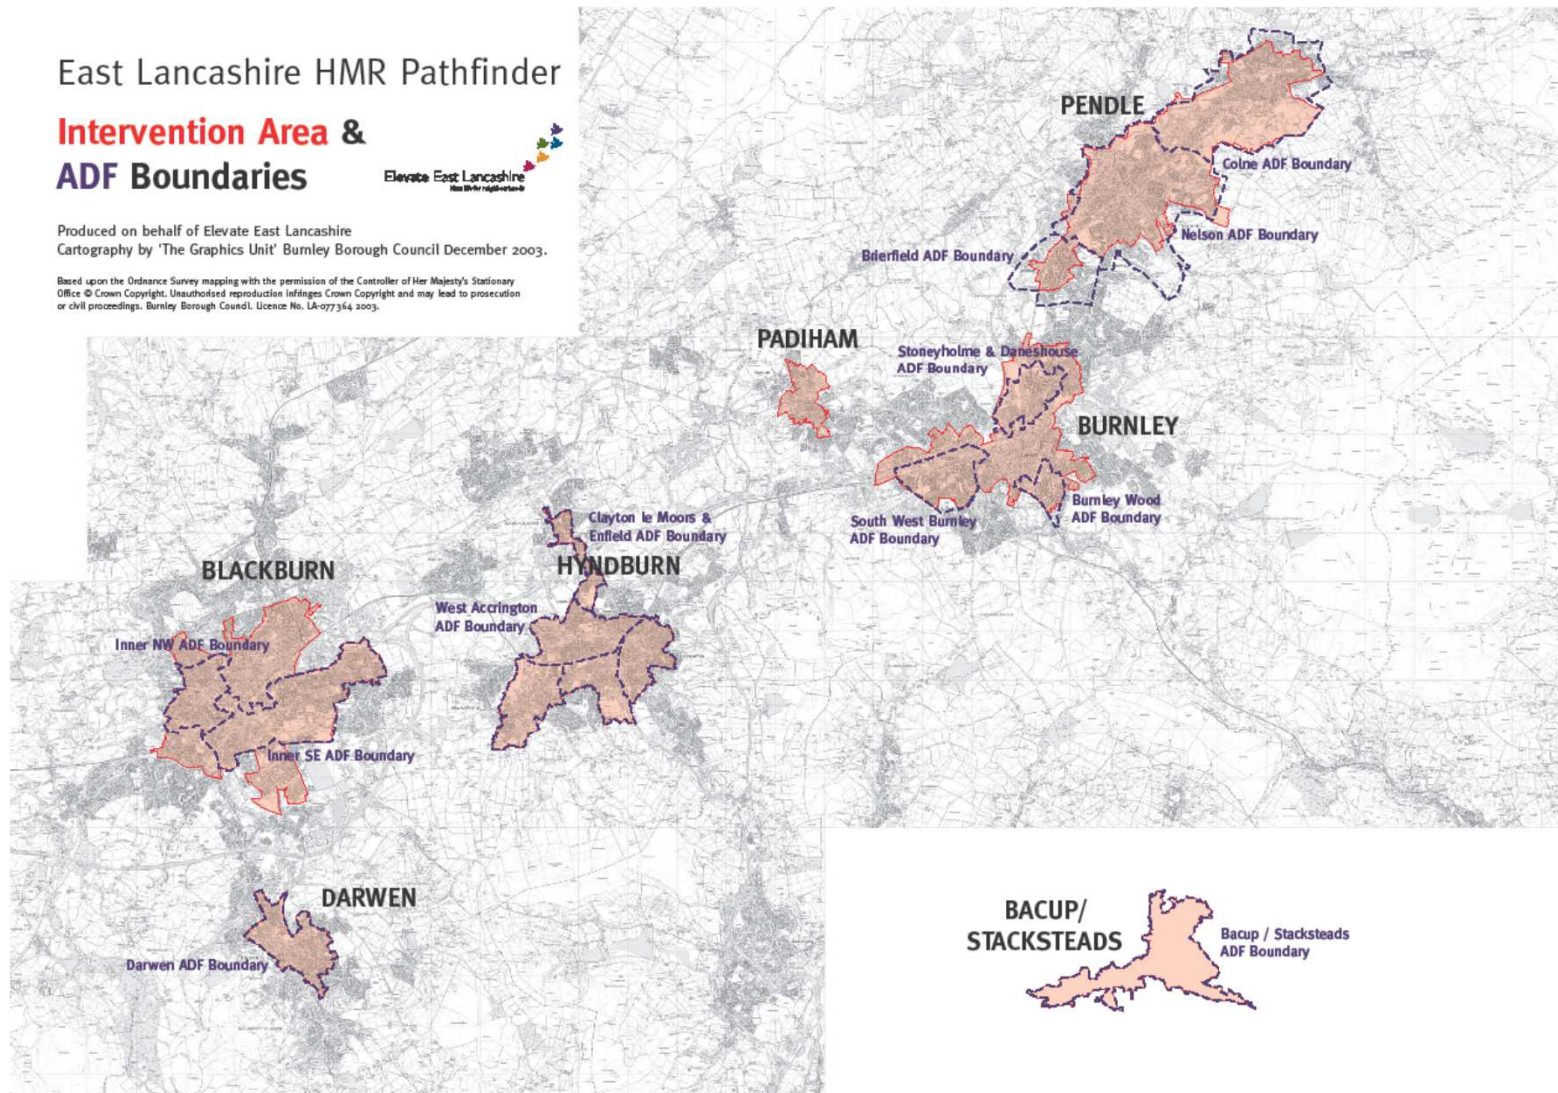 East Lancashire HMR Pathfinder
Intervention Area &
ADF Boundaries
Elevate East Lancashire
Produced on behalf of Elevate East Lancashire
Cartography by 'The Graphics Unit' Burnley Borough Council December 2003.
Based upon the Ordnance Survey mapping with the permission of the Controller of Her Majesty's Stationary
Office © Crown Copyright. Unauthorised reproduction infringes Crown Copyright and may lead to prosecution
or civil proceedings. Burnley Borough Council. Licence No. LA-077364 2003.
PENDLE
Colne ADF Boundary
Nelson ADF Boundary
Brierfield ADF Boundary
PADIHAM
Stoneyholme & Daneshouse
ADF Boundary
BURNLEY
Burnley Wood
ADF Boundary
South West Burnley
ADF Boundary
Clayton le Moors &
Enfield ADF Boundary
HYNDBURN
West Accrington
ADF Boundary
BLACKBURN
Inner NW ADF Boundary
Inner SE ADF Boundary
DARWEN
Darwen ADF Boundary
BACUP/
STACKSTEADS
Bacup / Stacksteads
ADF Boundary